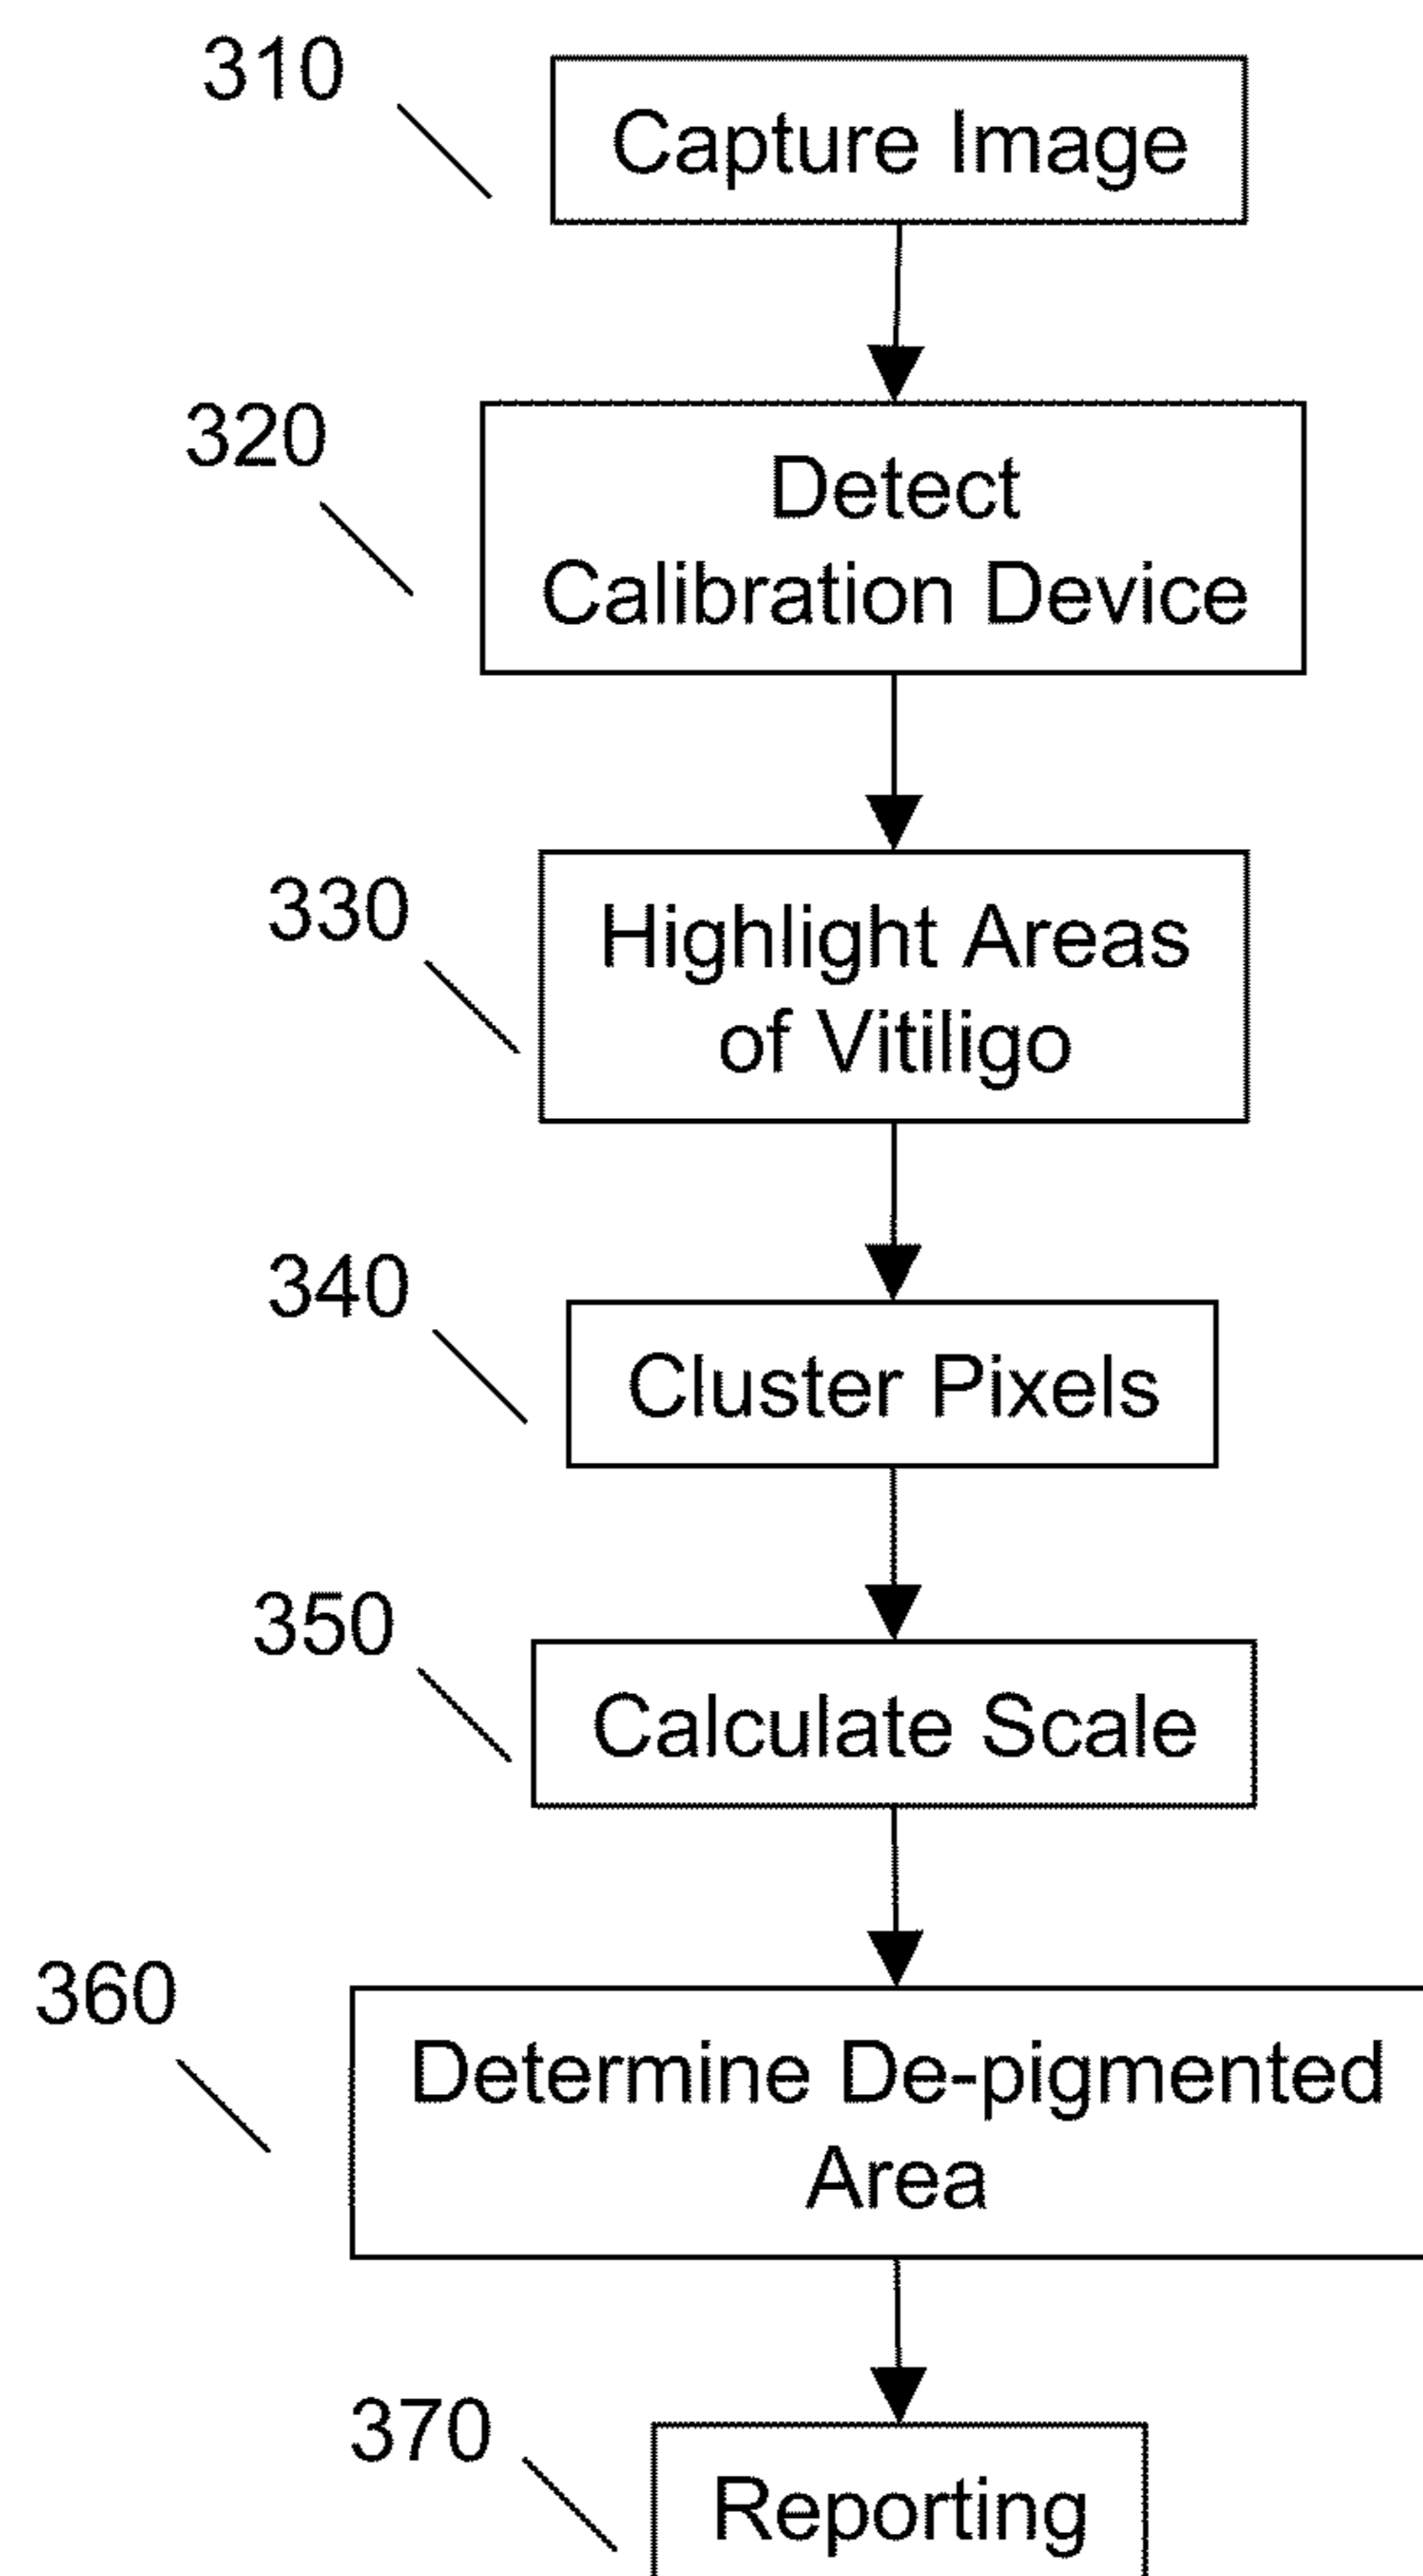 310
Capture Image
320
Detect
Calibration Device
330
Highlight Areas
of Vitiligo
340
Cluster Pixels
350
Calculate Scale
360
Determine De-pigmented
Area
370
Reporting